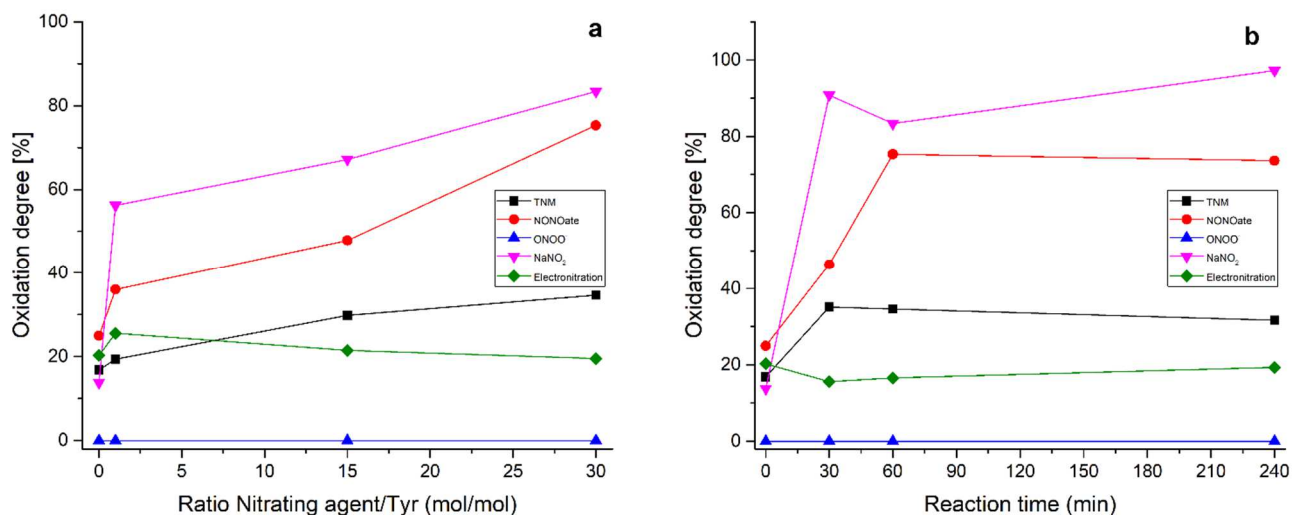 a
Oxidation degree [%]
100
80
60
40
20
0
TNM
NONOate
ONOO
NaNO₂
Electronitration
0 5 10 15 20 25 30
Ratio Nitrating agent/Tyr (mol/mol)
b
Oxidation degree [%]
100
80
60
40
20
0
TNM
NONOate
ONOO
NaNO₂
Electronitration
0 30 60 90 120 150 180 210 240
Reaction time (min)